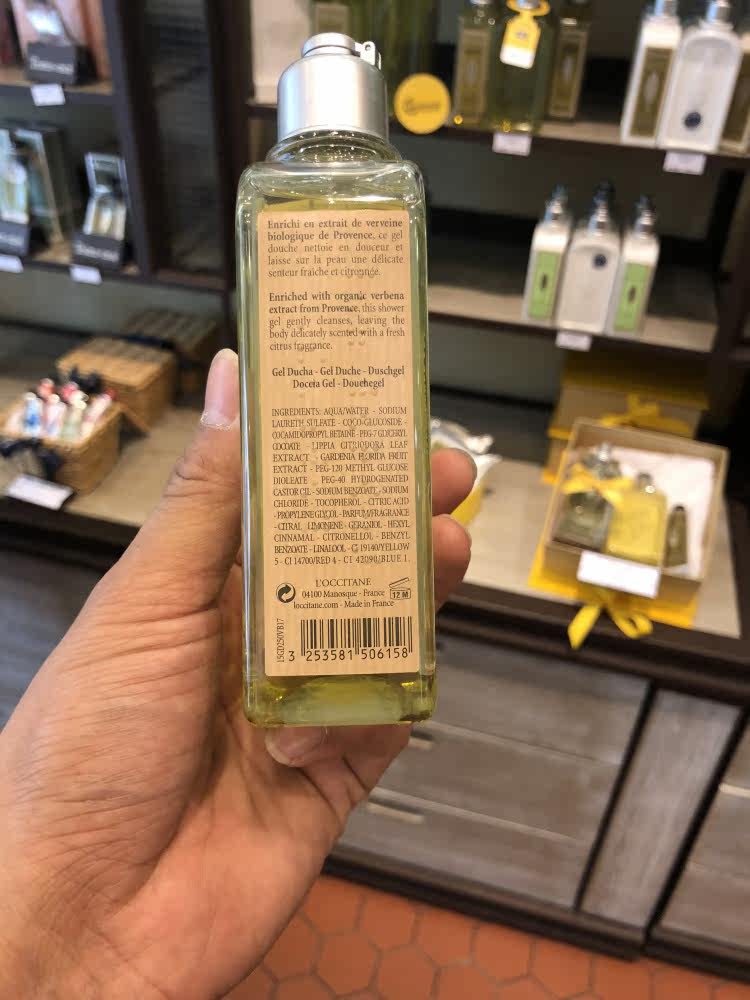 Enrichi en extrait de verveine
biologique de Provence, ce gel
douche nettoie en douceur et
laisse sur la peau une délicate
senteur fraîche et citronnée.
Enriched with organic verbena
extract from Provence, this shower
gel gently cleanses, leaving the
body delicately scented with a fresh
citrus fragrance.
Gel Ducha - Gel Duche - Duschgel
Doccia Gel - Douchegel
INGREDIENTS: AQUA/WATER - SODIUM
LAURETH SULFATE - COCO-GLUCOSIDE -
COCAMIDOPROPYL BETAINE - PEG-7 GLYCERYL
COCOATE - LIPPIA CITRIODORA LEAF
EXTRACT - GARDENIA FLORIDA FRUIT
EXTRACT - PEG-120 METHYL GLUCOSE
DIOLEATE - PEG-40 HYDROGENATED
CASTOR OIL - SODIUM BENZOATE - SODIUM
CHLORIDE - TOCOPHEROL - CITRIC ACID
- PROPYLENE GLYCOL - PARFUM/FRAGRANCE
- CITRAL LIMONENE - GERANIOL - HEXYL
CINNAMAL - CITRONELLOL - BENZYL
BENZOATE - LINALOOL - CI 19140/YELLOW
5 - CI 14700/RED 4 - CI 42090/BLUE 1.
L'OCCITANE
04100 Manosque - France
12 M
loccitane.com - Made in France
15GD250VB17
3 253581 506158